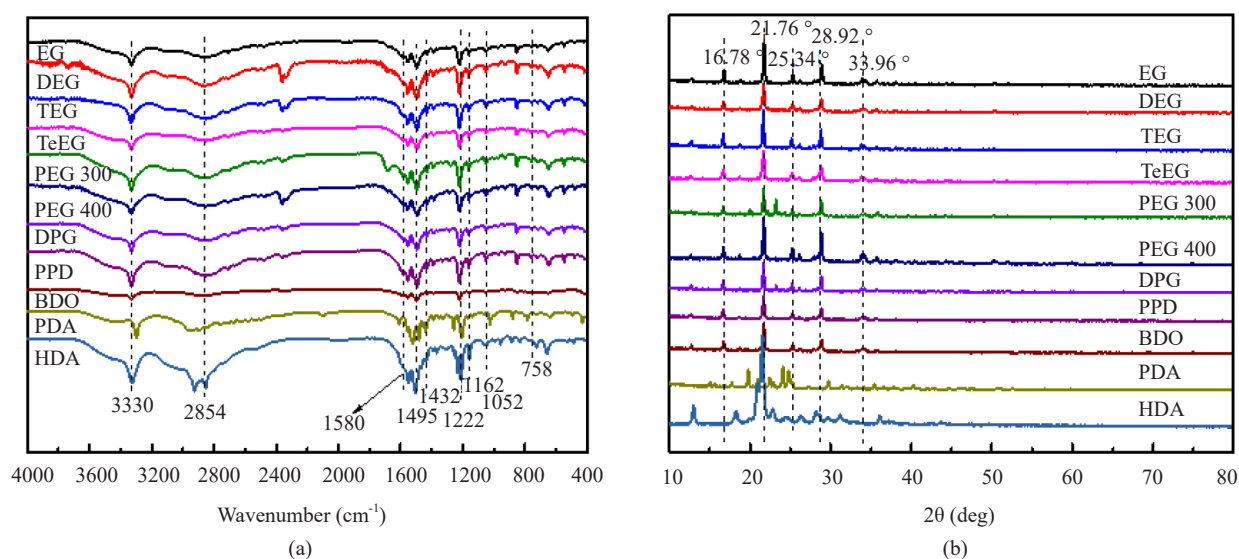 EG
DEG
TEG
TeEG
PEG 300
PEG 400
DPG
PPD
BDO
PDA
HDA
3330
2854
1580
1495
1432
1222
1162
1052
758
4000 3200 2400 2000 1600 1200 800 400
Wavenumber (cm-1)
(a)
21.76 °
28.92 °
16.78 °
25.34 °
33.96 °
EG
DEG
TEG
TeEG
PEG 300
PEG 400
DPG
PPD
BDO
PDA
HDA
10 20 30 40 50 60 70 80
2θ (deg)
(b)